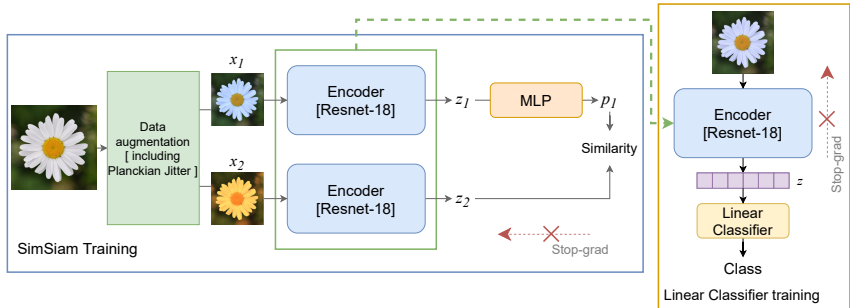 x1
x2
Data
augmentation
[ including
Planckian Jitter ]
Encoder
[Resnet-18]
z1
MLP
p1
Similarity
Encoder
[Resnet-18]
z2
Stop-grad
SimSiam Training
Encoder
[Resnet-18]
Stop-grad
z
Linear
Classifier
Class
Linear Classifier training